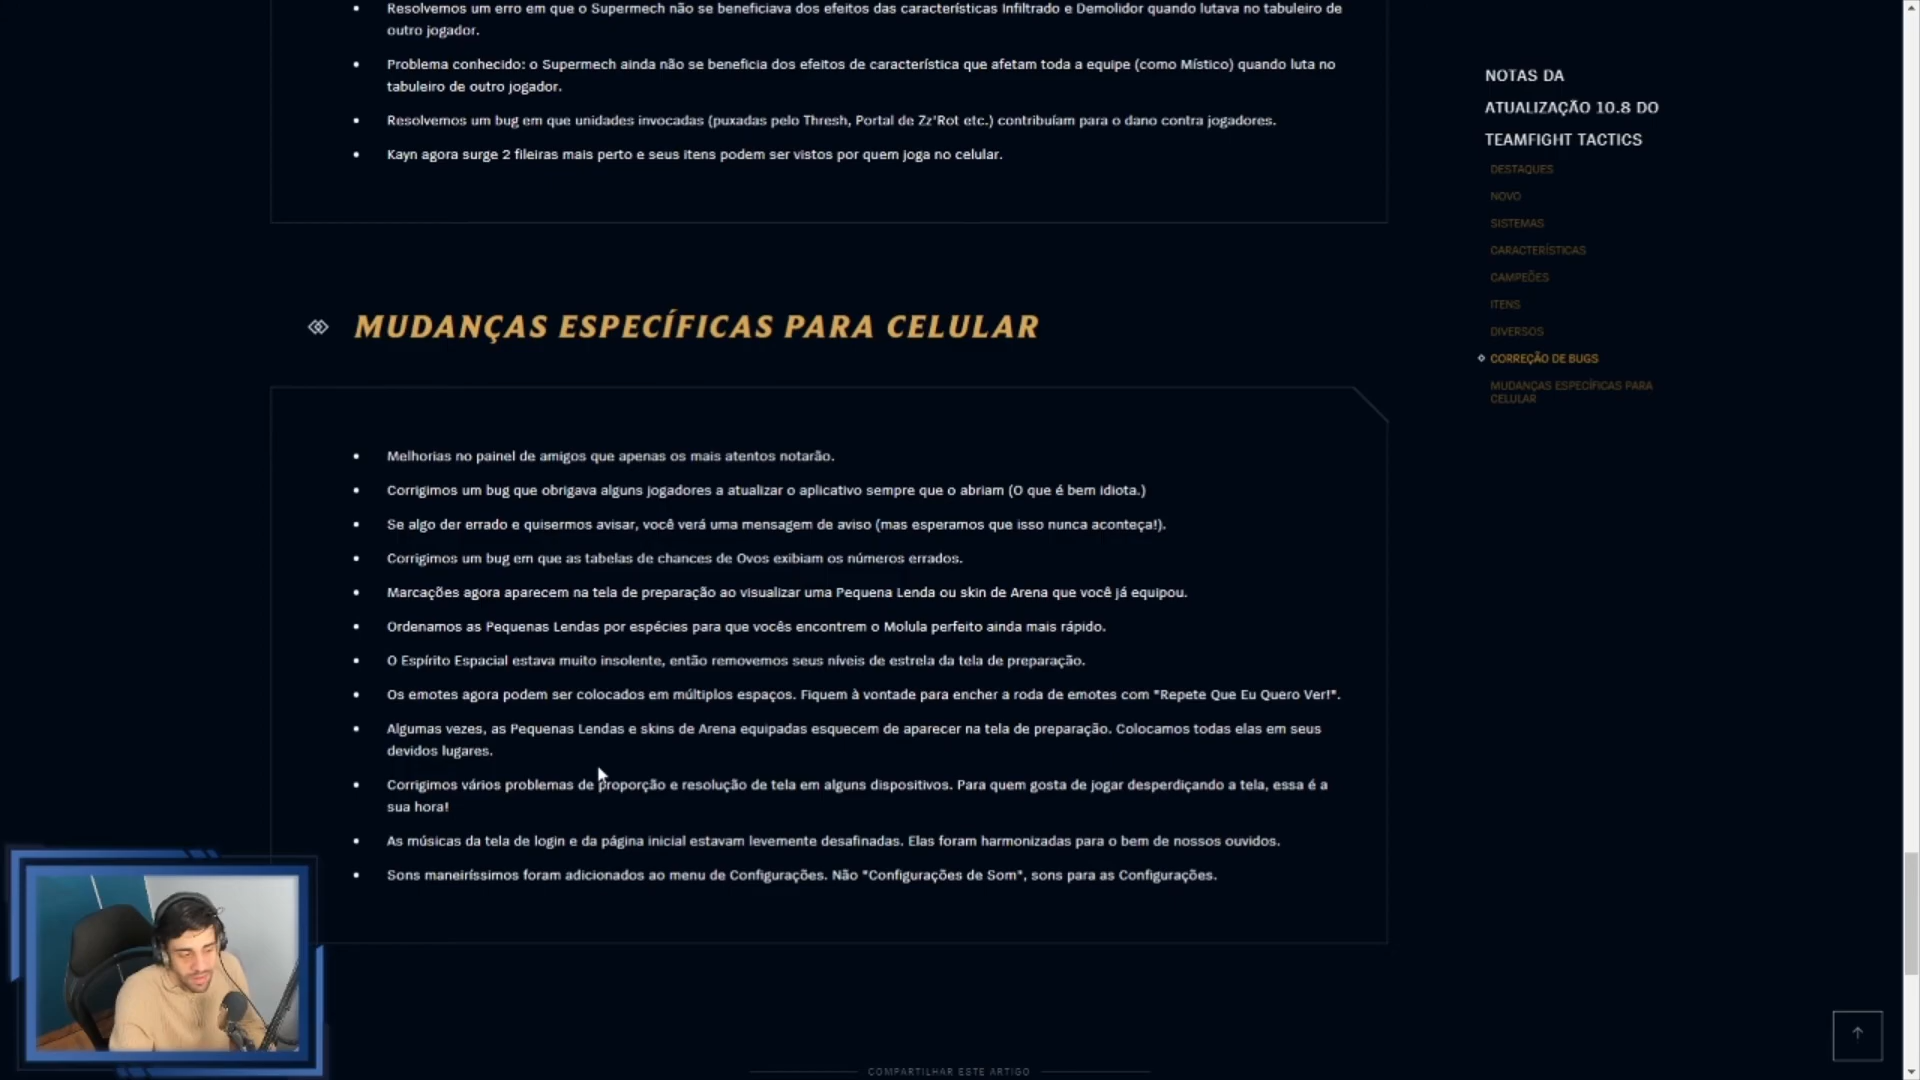 Resolvemos um erro em que o Supermech não se beneficiava dos efeitos das características Infiltrado e Demolidor quando lutava no tabuleiro de
outro jogador.
Problema conhecido: o Supermech ainda não se beneficia dos efeitos de característica que afetam toda a equipe (como Místico) quando luta no
tabuleiro de outro jogador.
Resolvemos um bug em que unidades invocadas (puxadas pelo Thresh, Portal de Zz'Rot etc.) contribuíam para o dano contra jogadores.
Kayn agora surge 2 fileiras mais perto e seus itens podem ser vistos por quem joga no celular.
MUDANÇAS ESPECÍFICAS PARA CELULAR
Melhorias no painel de amigos que apenas os mais atentos notarão.
Corrigimos um bug que obrigava alguns jogadores a atualizar o aplicativo sempre que o abriam (O que é bem idiota.)
Se algo der errado e quisermos avisar, você verá uma mensagem de aviso (mas esperamos que isso nunca aconteça!).
Corrigimos um bug em que as tabelas de chances de Ovos exibiam os números errados.
Marcações agora aparecem na tela de preparação ao visualizar uma Pequena Lenda ou skin de Arena que você já equipou.
Ordenamos as Pequenas Lendas por espécies para que vocês encontrem o Molula perfeito ainda mais rápido.
O Espírito Espacial estava muito insolente, então removemos seus níveis de estrela da tela de preparação.
Os emotes agora podem ser colocados em múltiplos espaços. Fiquem à vontade para encher a roda de emotes com "Repete Que Eu Quero Ver!".
Algumas vezes, as Pequenas Lendas e skins de Arena equipadas esquecem de aparecer na tela de preparação. Colocamos todas elas em seus
devidos lugares.
Corrigimos vários problemas de proporção e resolução de tela em alguns dispositivos. Para quem gosta de jogar desperdiçando a tela, essa é a
sua hora!
As músicas da tela de login e da página inicial estavam levemente desafinadas. Elas foram harmonizadas para o bem de nossos ouvidos.
Sons maneiríssimos foram adicionados ao menu de Configurações. Não "Configurações de Som", sons para as Configurações.
COMPARTILHAR ESTE ARTIGO
NOTAS DA
ATUALIZAÇÃO 10.8 DO
TEAMFIGHT TACTICS
DESTAQUES
NOVO
SISTEMAS
CARACTERÍSTICAS
CAMPEÕES
ITENS
DIVERSOS
CORREÇÃO DE BUGS
MUDANÇAS ESPECÍFICAS PARA
CELULAR